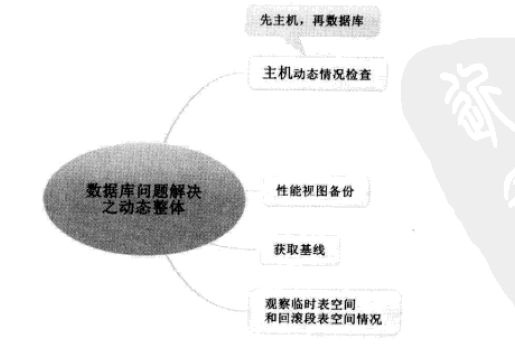 先主机，再数据库
主机动态情况检查
数据库问题解决
之动态整体
性能视图备份
获取基线
观察临时表空间
和回滚段表空间情况